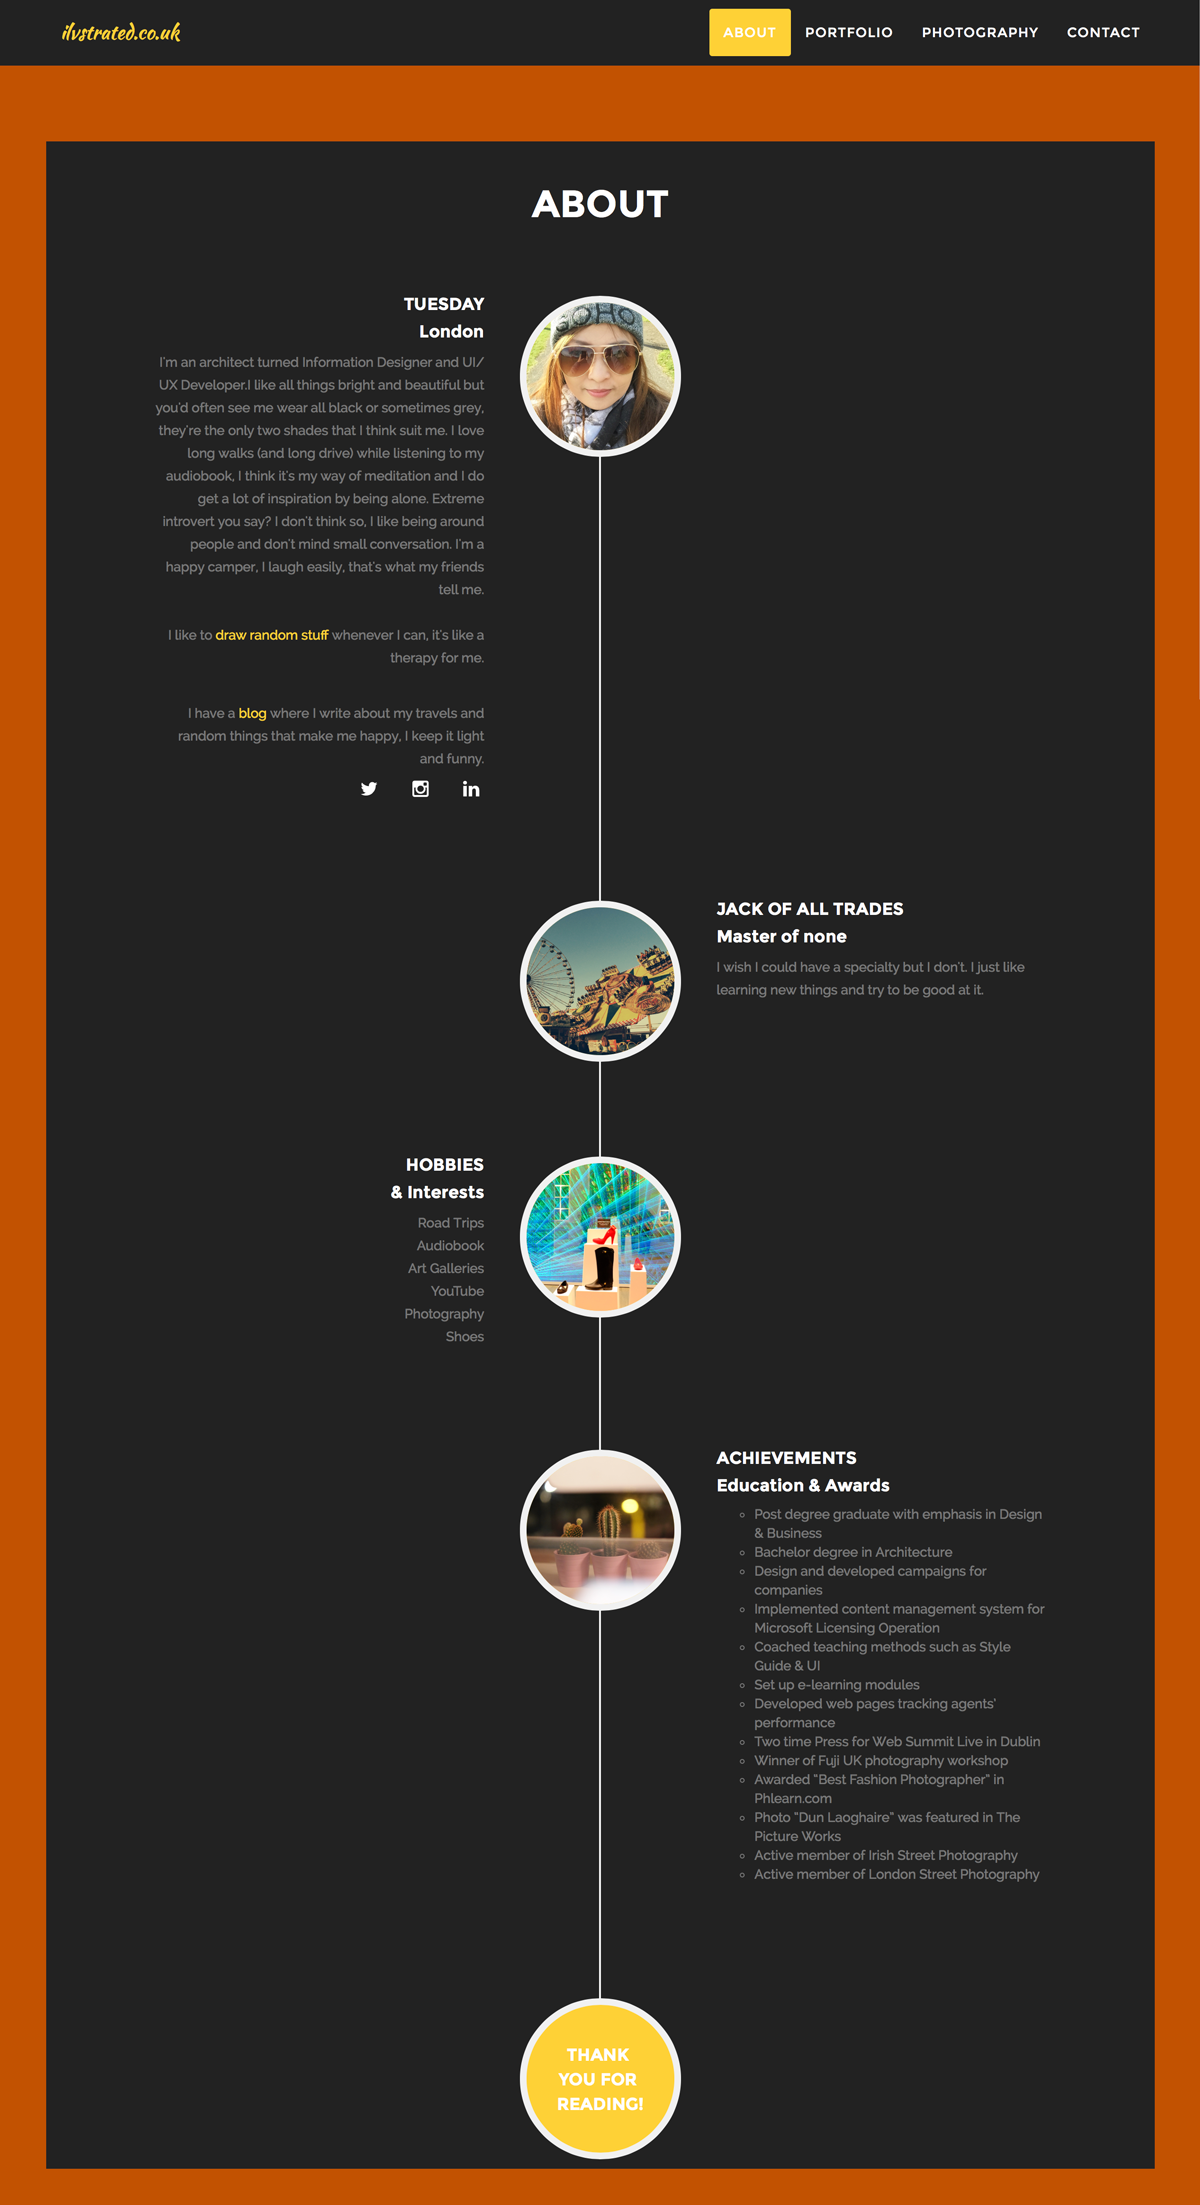 ilvstrated.co.uk
ABOUT PORTFOLIO PHOTOGRAPHY CONTACT
ABOUT
TUESDAY
London
I'm an architect turned Information Designer and UI/
UX Developer.I like all things bright and beautiful but
you'd often see me wear all black or sometimes grey,
they're the only two shades that I think suit me. I love
long walks (and long drive) while listening to my
audiobook, I think it's my way of meditation and I do
get a lot of inspiration by being alone. Extreme
introvert you say? I don't think so, I like being around
people and don't mind small conversation. I'm a
happy camper, I laugh easily, that's what my friends
tell me.
I like to draw random stuff whenever I can, it's like a
therapy for me.
I have a blog where I write about my travels and
random things that make me happy, I keep it light
and funny.
in
SOHO
JACK OF ALL TRADES
Master of none
I wish I could have a specialty but I don't. I just like
learning new things and try to be good at it.
HOBBIES
& Interests
Road Trips
Audiobook
Art Galleries
YouTube
Photography
Shoes
ACHIEVEMENTS
Education & Awards
Post degree graduate with emphasis in Design
& Business
Bachelor degree in Architecture
Design and developed campaigns for
companies
Implemented content management system for
Microsoft Licensing Operation
Coached teaching methods such as Style
Guide & UI
Set up e-learning modules
Developed web pages tracking agents'
performance
Two time Press for Web Summit Live in Dublin
Winner of Fuji UK photography workshop
Awarded "Best Fashion Photographer" in
Phlearn.com
Photo "Dun Laoghaire" was featured in The
Picture Works
Active member of Irish Street Photography
Active member of London Street Photography
THANK
YOU FOR
READING!